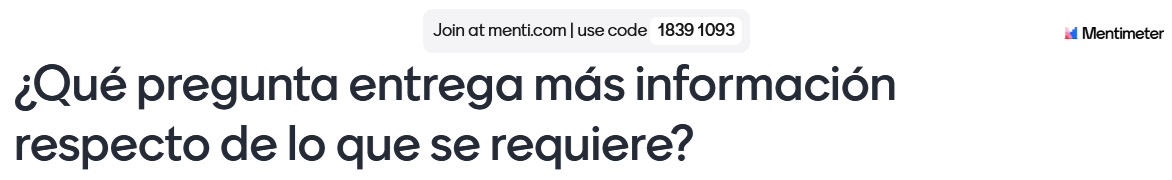 Join at menti.com | use code 1839 1093
Mentimeter
¿Qué pregunta entrega más información
respecto de lo que se requiere?